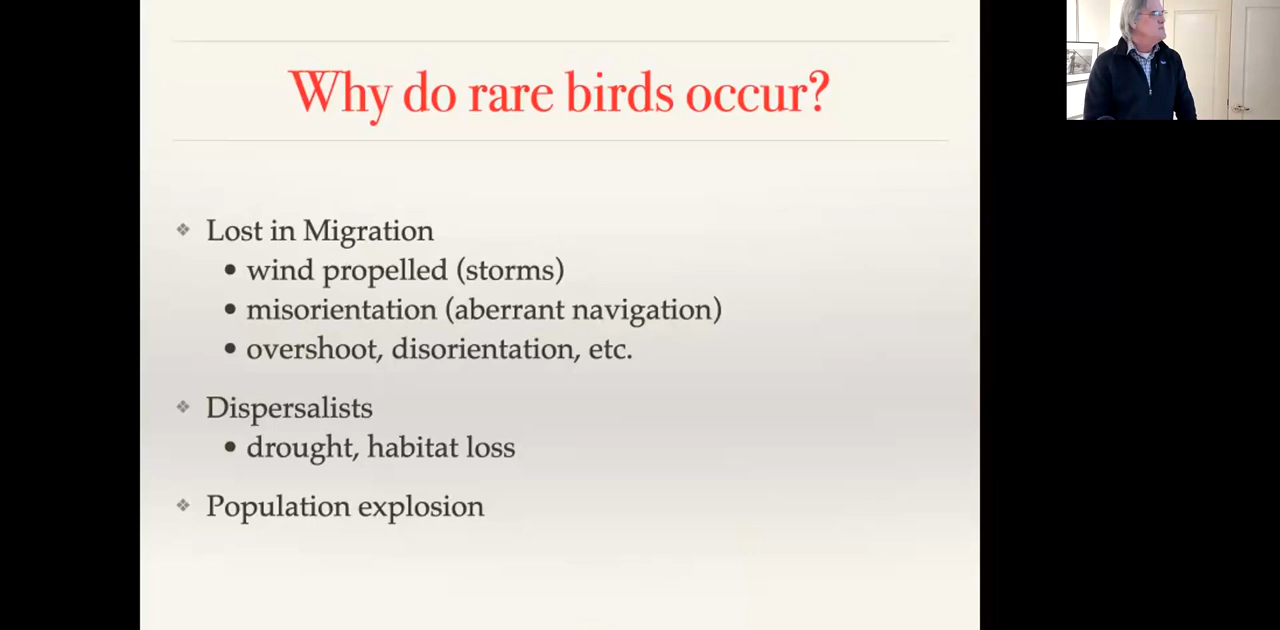 Why do rare birds occur?
❖ Lost in Migration
• wind propelled (storms)
• misorientation (aberrant navigation)
• overshoot, disorientation, etc.
❖ Dispersalists
• drought, habitat loss
❖ Population explosion